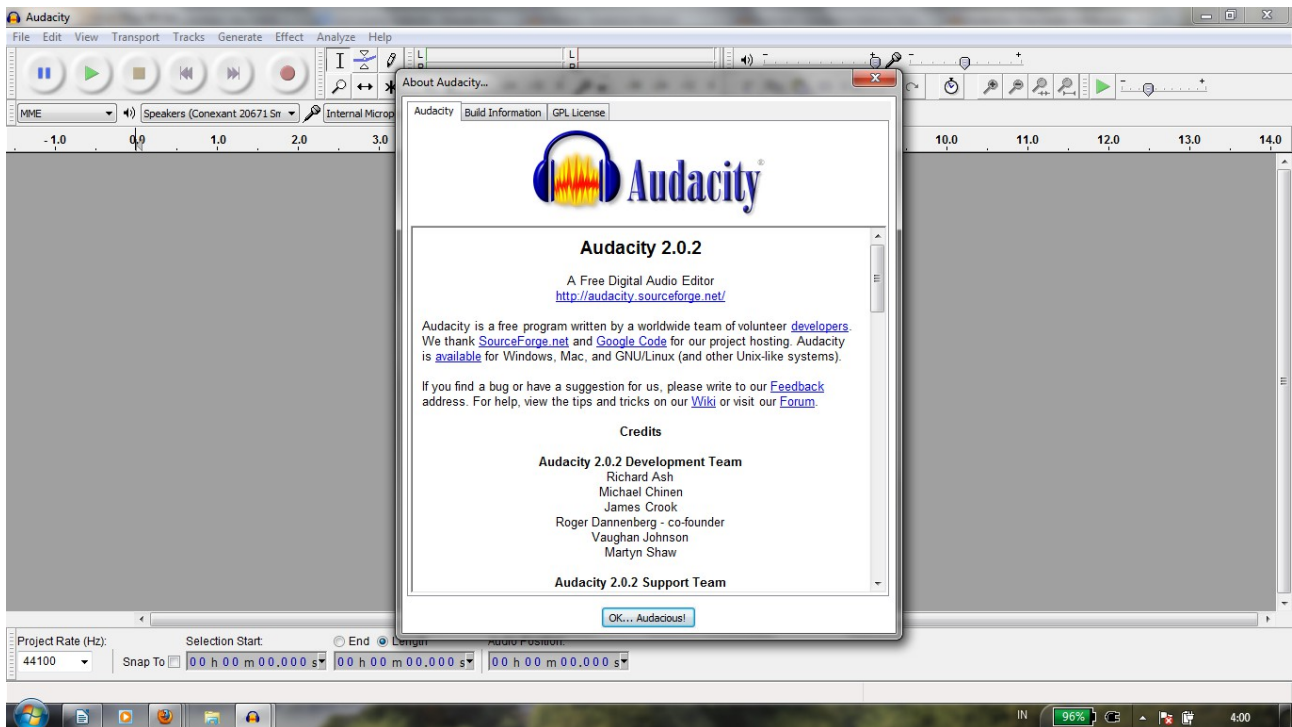 Audacity
File Edit View Transport Tracks Generate Effect Analyze Help
L L
R
MME Speakers (Conexant 20671 Sm Internal Microp
- 1.0 0.0 1.0 2.0 3.0 10.0 11.0 12.0 13.0 14.0
About Audacity...
Audacity Build Information GPL License
Audacity®
Audacity 2.0.2
A Free Digital Audio Editor
http://audacity.sourceforge.net/
Audacity is a free program written by a worldwide team of volunteer developers.
We thank SourceForge.net and Google Code for our project hosting. Audacity
is available for Windows, Mac, and GNU/Linux (and other Unix-like systems).
If you find a bug or have a suggestion for us, please write to our Feedback
address. For help, view the tips and tricks on our Wiki or visit our Forum.
Credits
Audacity 2.0.2 Development Team
Richard Ash
Michael Chinen
James Crook
Roger Dannenberg - co-founder
Vaughan Johnson
Martyn Shaw
Audacity 2.0.2 Support Team
OK... Audacious!
Project Rate (Hz): Selection Start: End Length Audio Position:
44100 Snap To 00 h 00 m 00.000 s 00 h 00 m 00.000 s 00 h 00 m 00.000 s
IN 96% 4:00